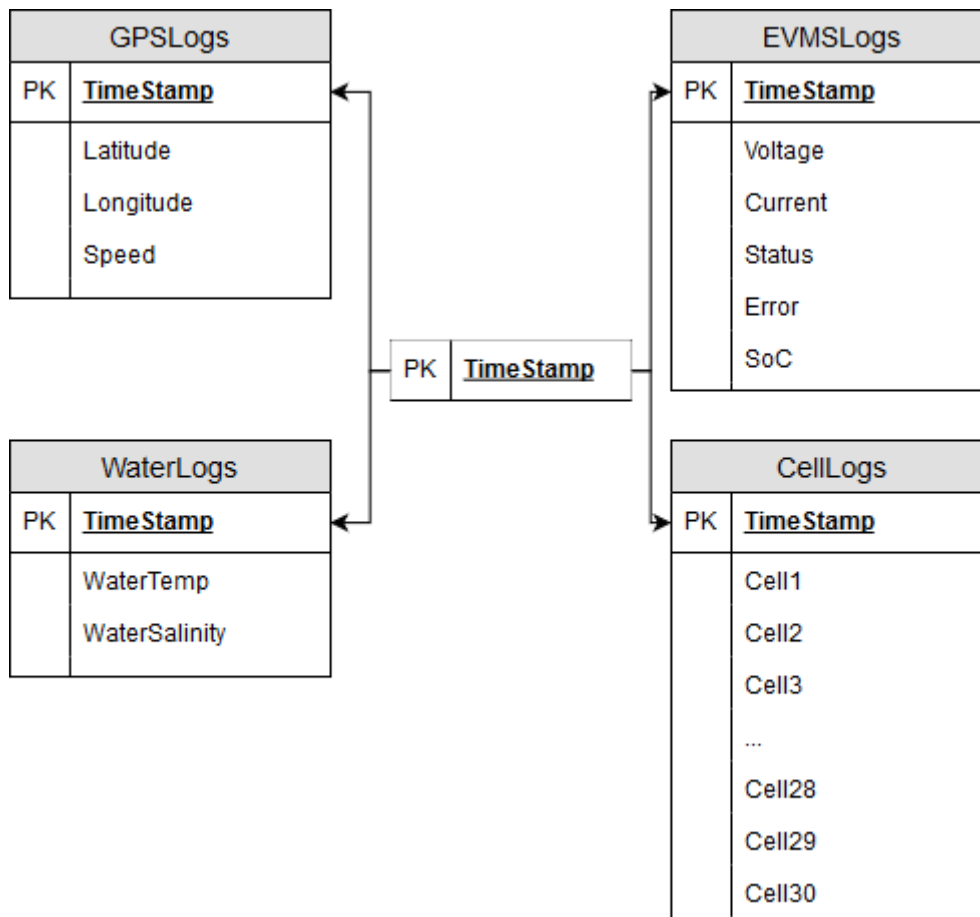 GPSLogs
PK TimeStamp
Latitude
Longitude
Speed
EVMSLogs
PK TimeStamp
Voltage
Current
Status
Error
SoC
PK TimeStamp
WaterLogs
PK TimeStamp
WaterTemp
WaterSalinity
CellLogs
PK TimeStamp
Cell1
Cell2
Cell3
...
Cell28
Cell29
Cell30